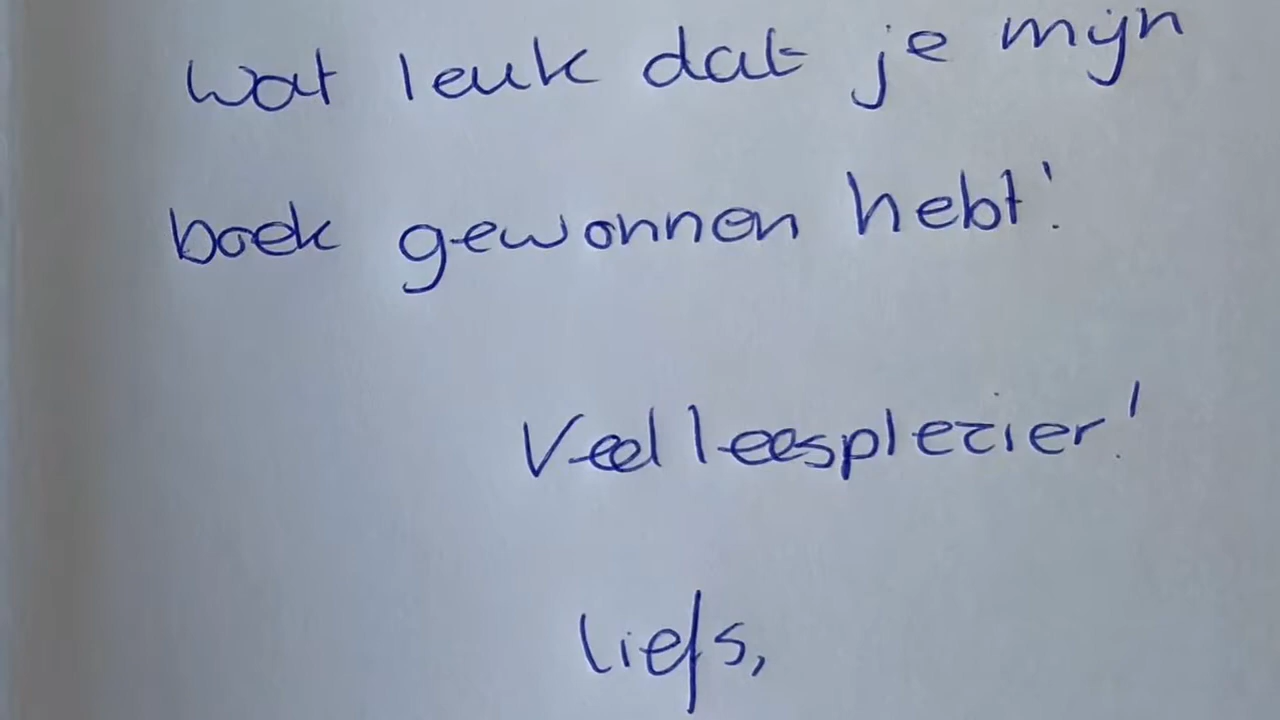 Wat leuk dat je mijn
boek gewonnen hebt!
Veel leesplezier!
liefs,